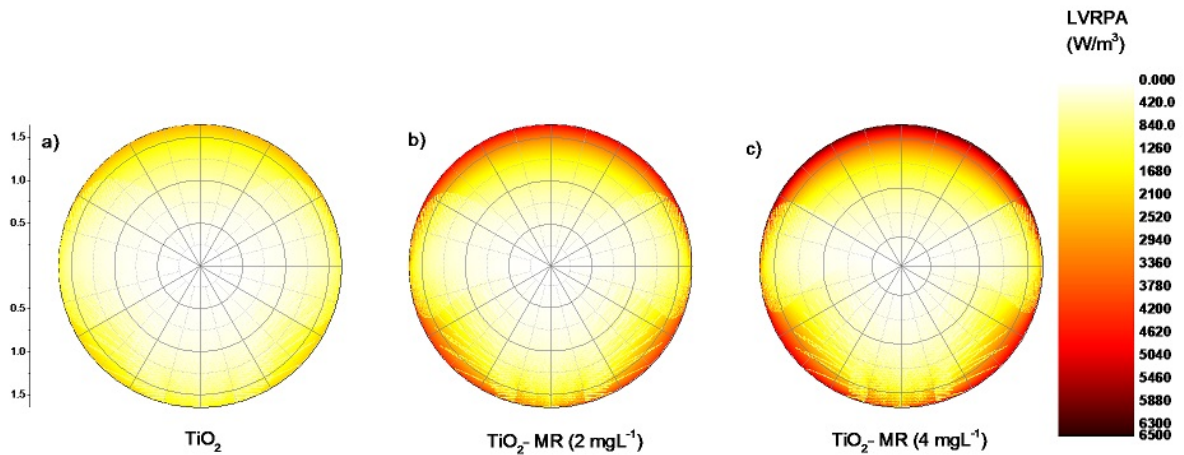 LVRPA
(W/m³)
0.000
420.0
840.0
1260
1680
2100
2520
2940
3360
3780
4200
4620
5040
5460
5880
6300
6500
a)
b)
c)
1.5
1.0
0.5
0.5
1.0
1.5
TiO₂
TiO₂- MR (2 mgL⁻¹)
TiO₂- MR (4 mgL⁻¹)